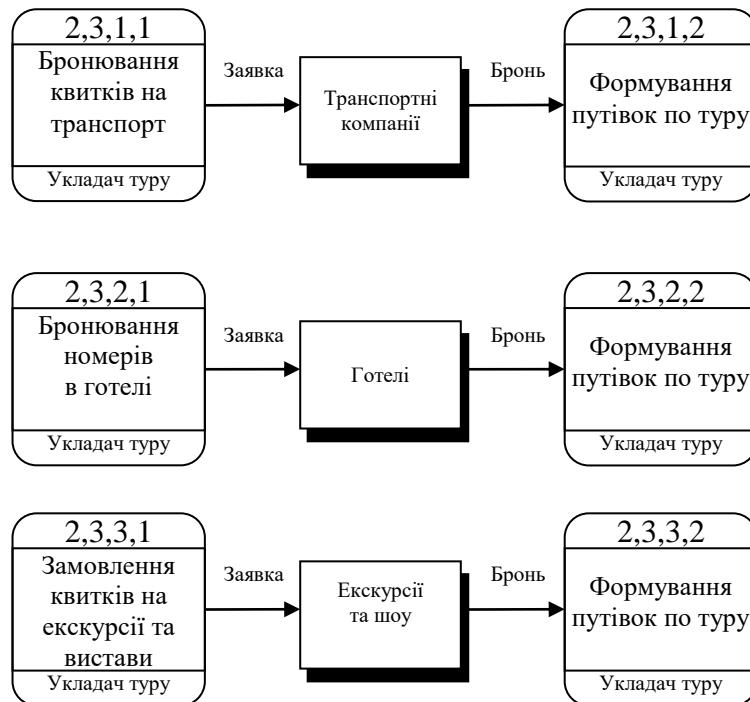 2,3,1,1
Бронювання
квитків на
транспорт
Укладач туру
Заявка
Транспортні
компанії
Бронь
2,3,1,2
Формування
путівок по туру
Укладач туру
2,3,2,1
Бронювання
номерів
в готелі
Укладач туру
Заявка
Готелі
Бронь
2,3,2,2
Формування
путівок по туру
Укладач туру
2,3,3,1
Замовлення
квитків на
екскурсії та
вистави
Укладач туру
Заявка
Екскурсії
та шоу
Бронь
2,3,3,2
Формування
путівок по туру
Укладач туру